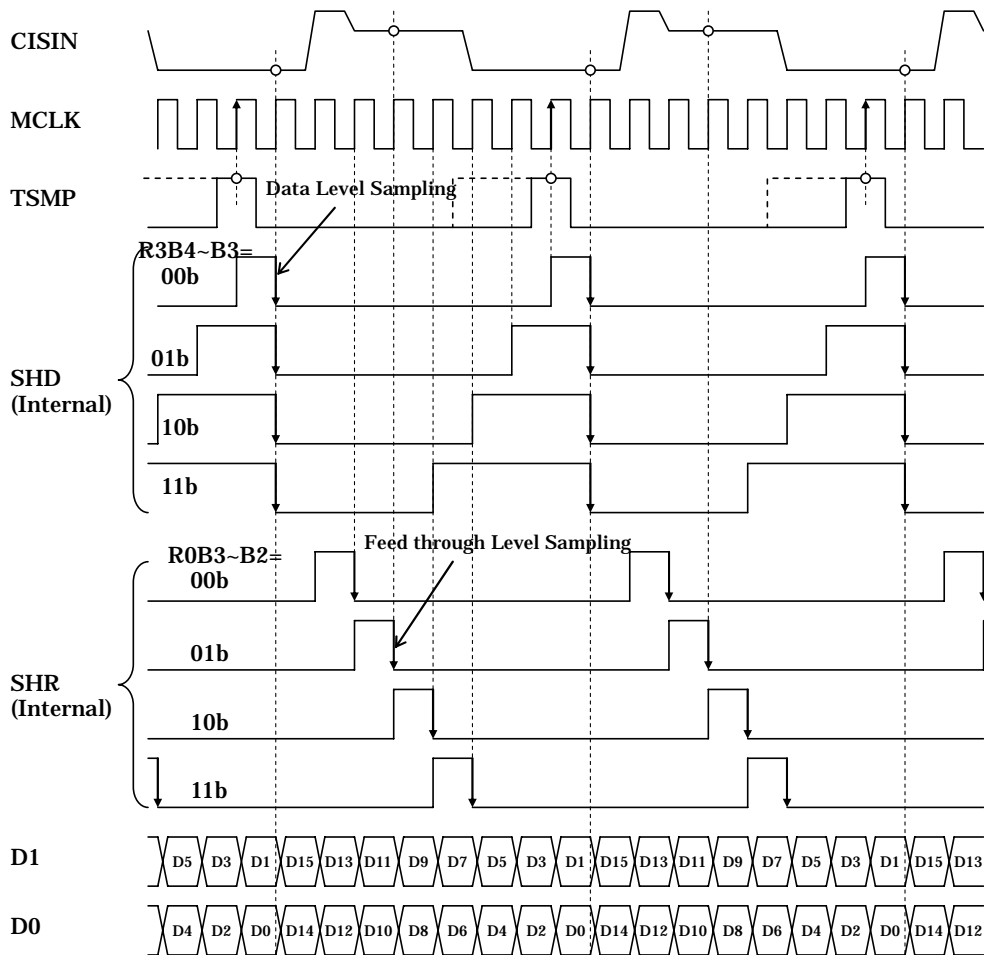 CISIN
MCLK
TSMP
Data Level Sampling
R3B4~B3=
00b
01b
SHD
(Internal)
10b
11b
Feed through Level Sampling
R0B3~B2=
00b
01b
SHR
(Internal)
10b
11b
D1 D5 D3 D1 D15 D13 D11 D9 D7 D5 D3 D1 D15 D13 D11 D9 D7 D5 D3 D1 D15 D13
D0 D4 D2 D0 D14 D12 D10 D8 D6 D4 D2 D0 D14 D12 D10 D8 D6 D4 D2 D0 D14 D12